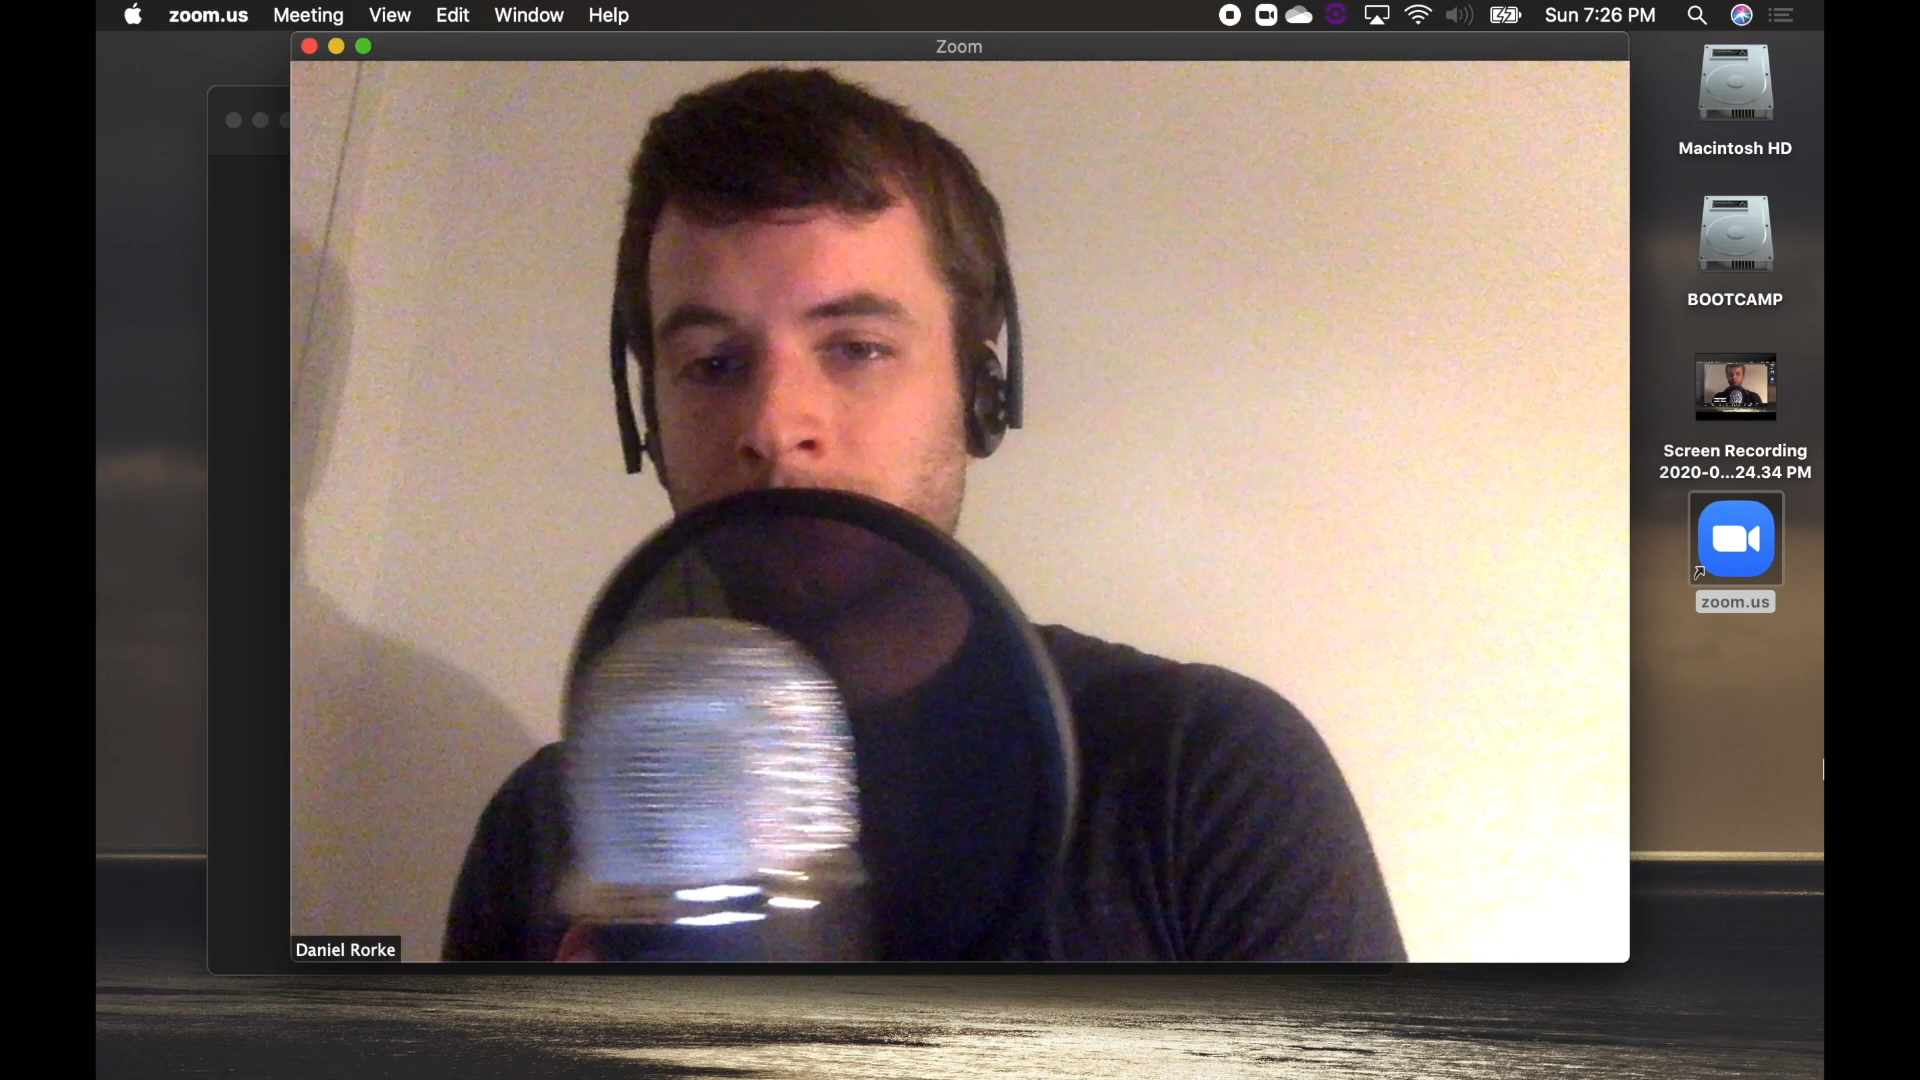 zoom.us Meeting View Edit Window Help Sun 7:26 PM
Zoom
Macintosh HD
BOOTCAMP
Screen Recording
2020-0...24.34 PM
zoom.us
Daniel Rorke